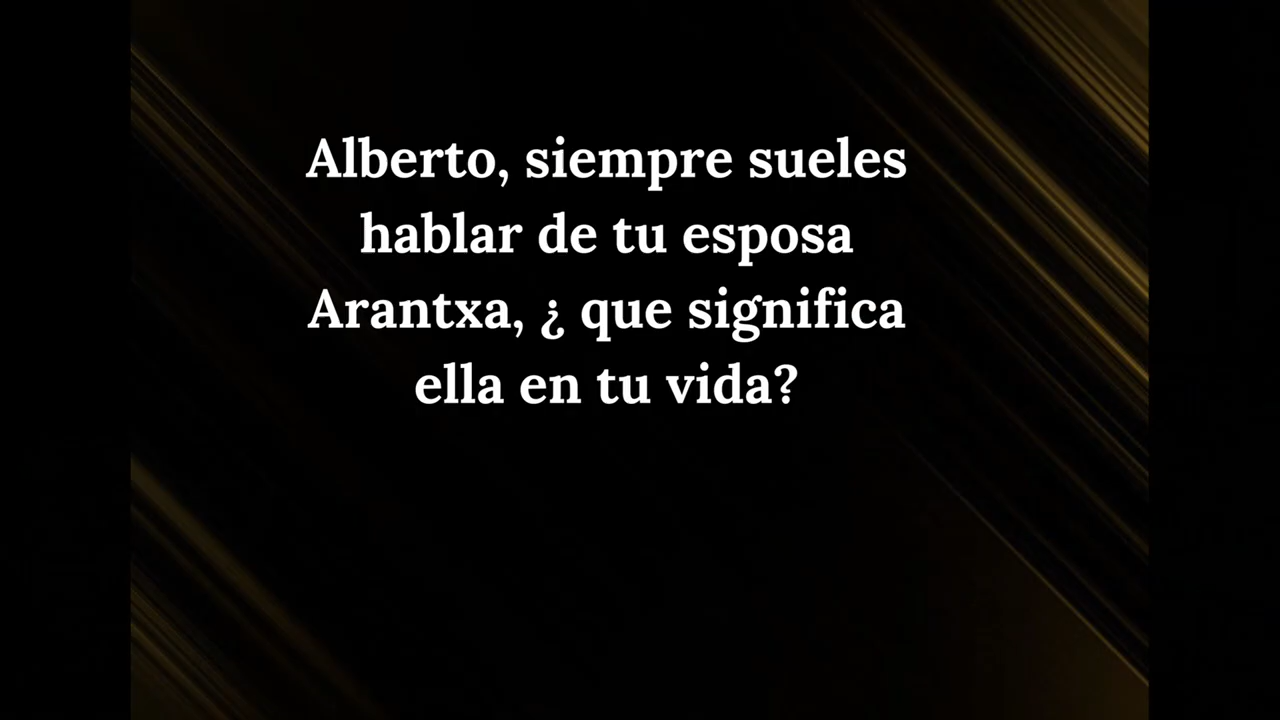 Alberto, siempre sueles
hablar de tu esposa
Arantxa, ¿ que significa
ella en tu vida?